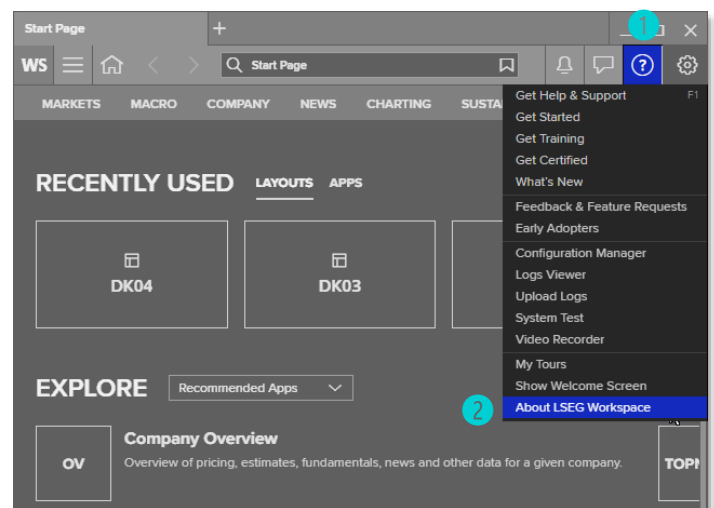 Start Page
1
WS
Start Page
?
MARKETS MACRO COMPANY NEWS CHARTING
Get Help & Support F1
Get Started
Get Training
Get Certified
What's New
Feedback & Feature Requests
Early Adopters
Configuration Manager
Logs Viewer
Upload Logs
System Test
Video Recorder
My Tours
Show Welcome Screen
2
About LSEG Workspace
RECENTLY USED LAYOUTS APPS
DK04
DK03
EXPLORE Recommended Apps
OV
Company Overview
Overview of pricing, estimates, fundamentals, news and other data for a given company.